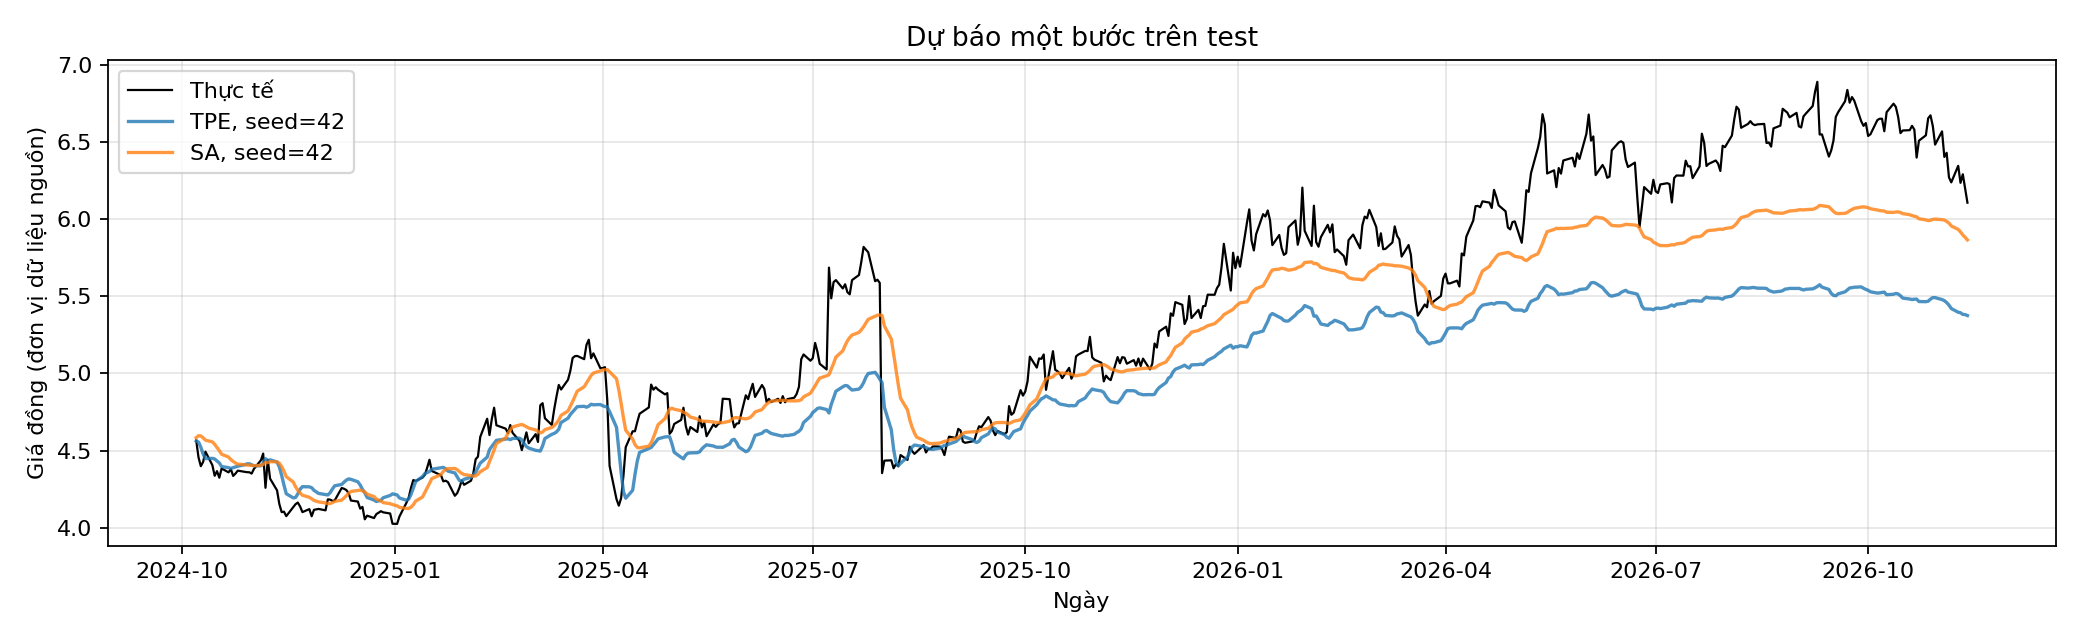 Dự báo một bước trên test
Thực tế
TPE, seed=42
SA, seed=42
Giá đồng (đơn vị dữ liệu nguồn)
7.0
6.5
6.0
5.5
5.0
4.5
4.0
2024-10 2025-01 2025-04 2025-07 2025-10 2026-01 2026-04 2026-07 2026-10
Ngày